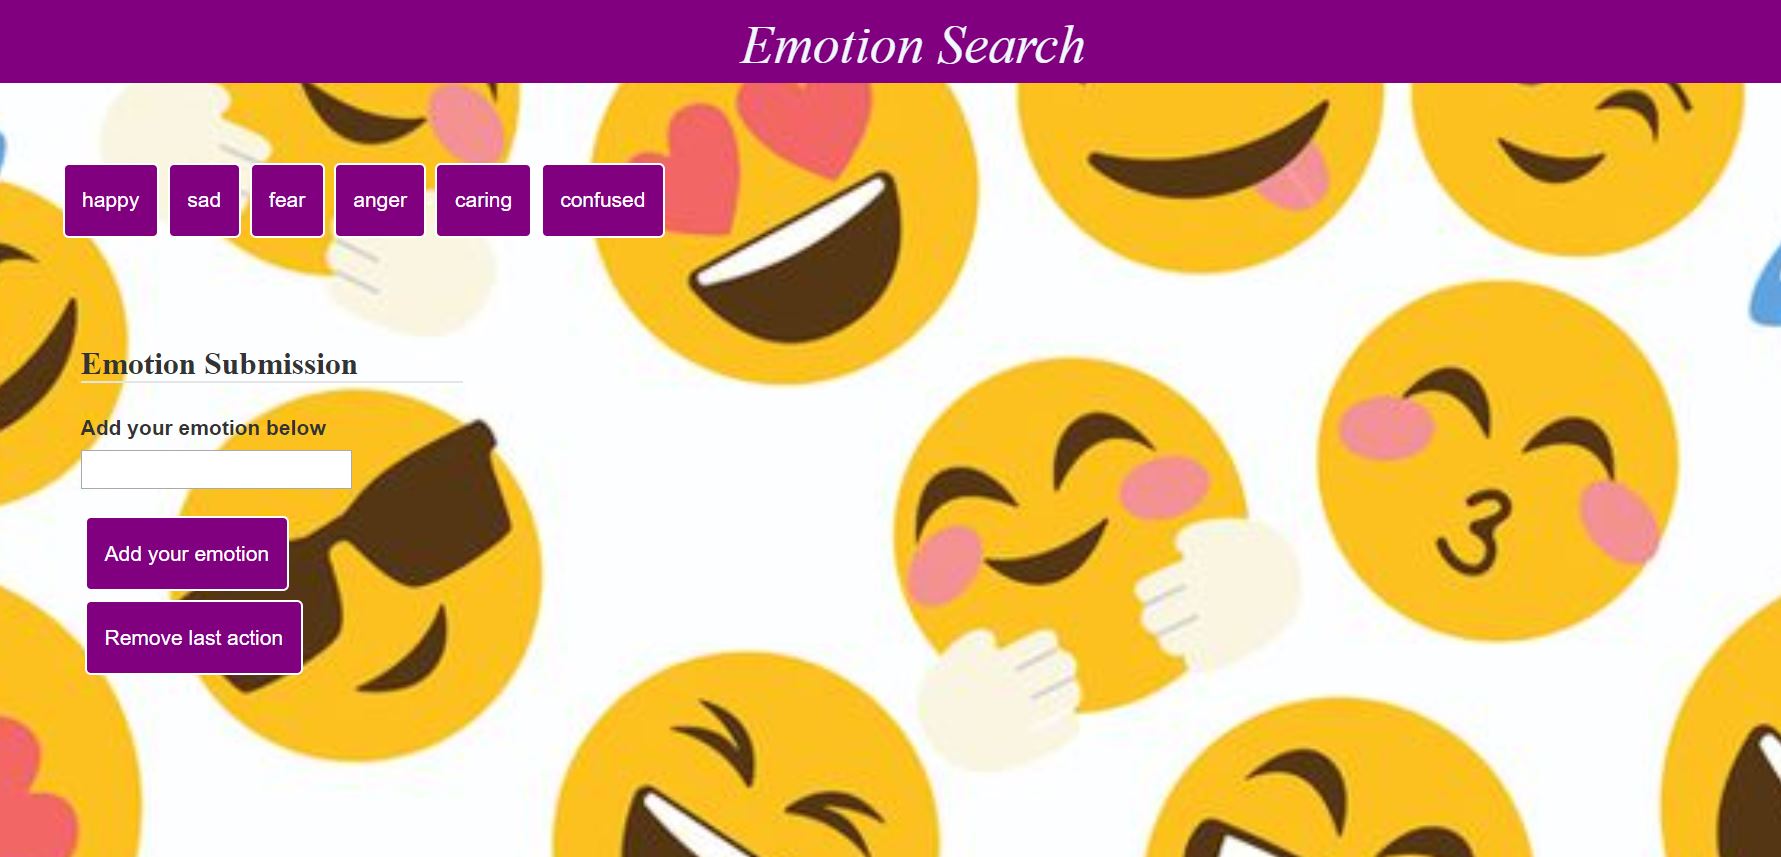 Emotion Search
happy sad fear anger caring confused
Emotion Submission
Add your emotion below
Add your emotion
Remove last action